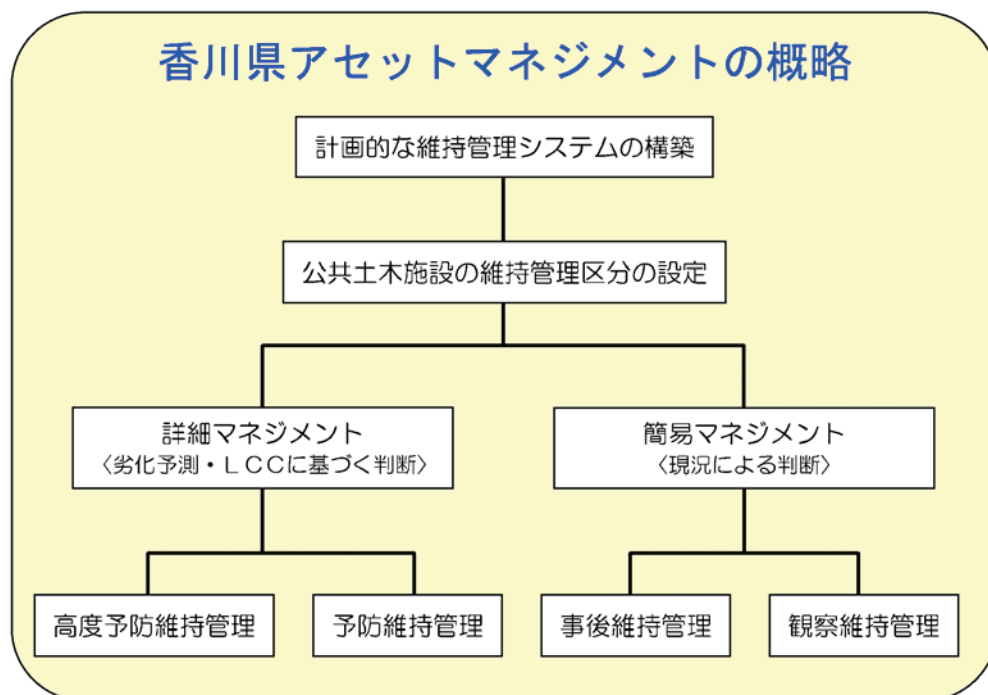 香川県アセットマネジメントの概略
計画的な維持管理システムの構築
公共土木施設の維持管理区分の設定
詳細マネジメント
〈劣化予測・ＬＣＣに基づく判断〉
簡易マネジメント
〈現況による判断〉
高度予防維持管理
予防維持管理
事後維持管理
観察維持管理